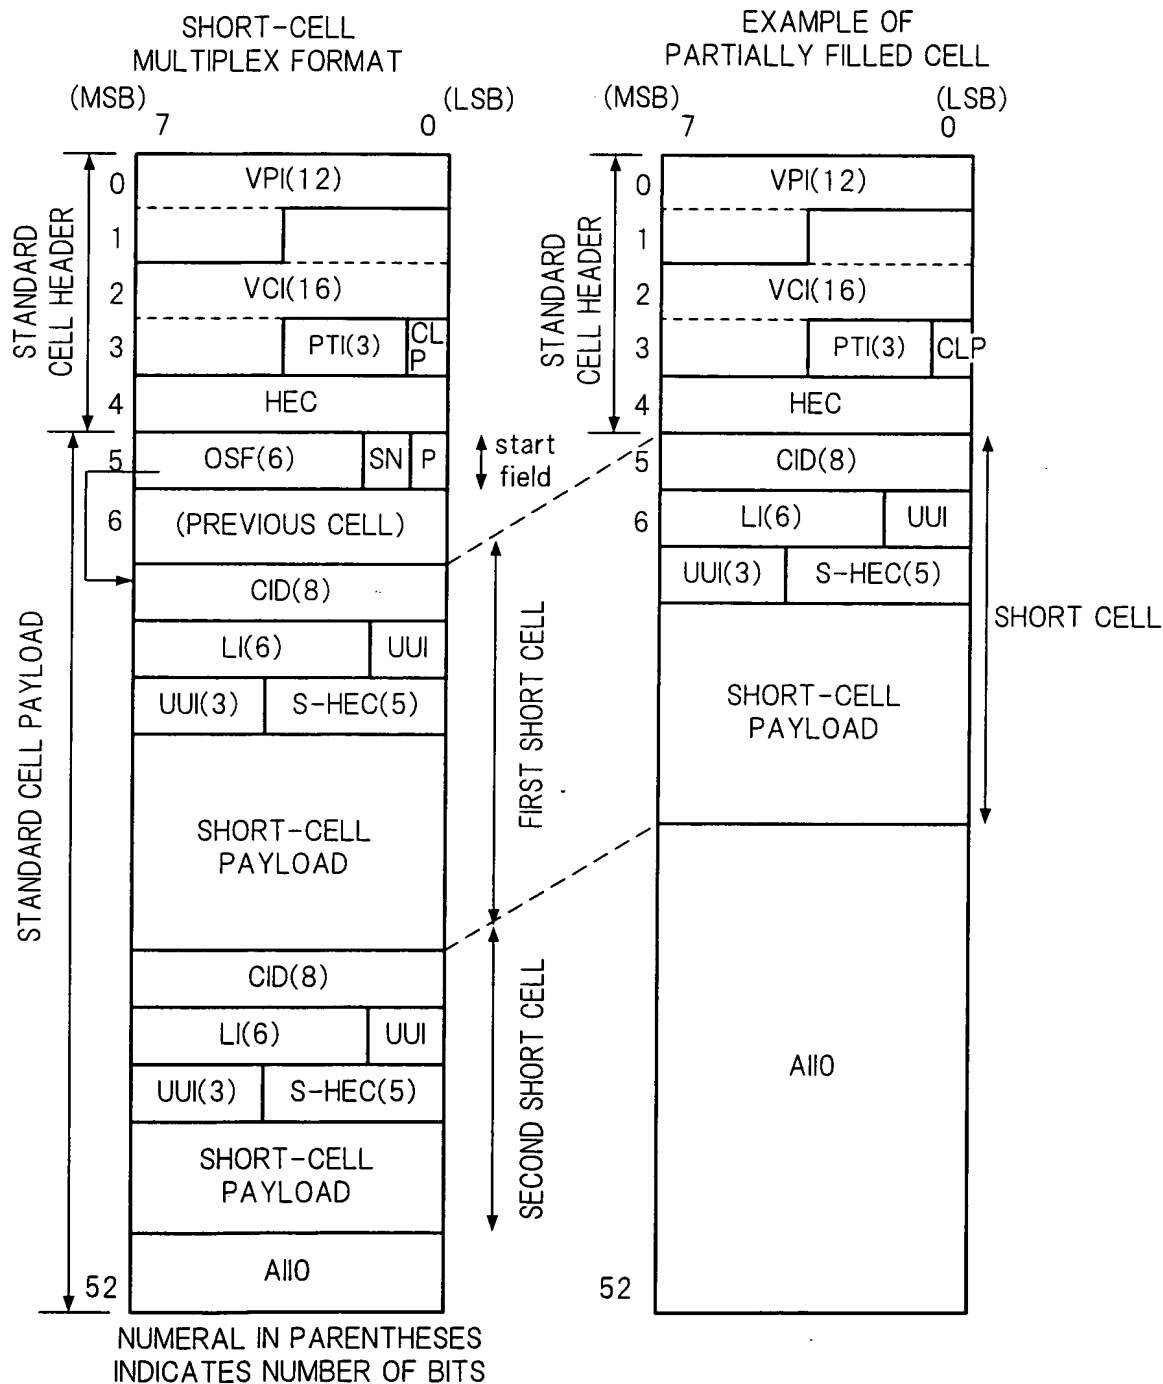 SHORT-CELL
MULTIPLEX FORMAT
(MSB)
(LSB)
7
0
STANDARD
CELL HEADER
0
VPI(12)
1
2
VCI(16)
3
PTI(3)
CL
P
4
HEC
STANDARD CELL PAYLOAD
5
OSF(6)
SN
P
start
field
6
(PREVIOUS CELL)
CID(8)
LI(6)
UUI
UUI(3)
S-HEC(5)
SHORT-CELL
PAYLOAD
FIRST SHORT CELL
CID(8)
LI(6)
UUI
UUI(3)
S-HEC(5)
SHORT-CELL
PAYLOAD
SECOND SHORT CELL
All0
52
NUMERAL IN PARENTHESES
INDICATES NUMBER OF BITS
EXAMPLE OF
PARTIALLY FILLED CELL
(MSB)
(LSB)
7
0
STANDARD
CELL HEADER
0
VPI(12)
1
2
VCI(16)
3
PTI(3)
CLP
4
HEC
5
CID(8)
6
LI(6)
UUI
UUI(3)
S-HEC(5)
SHORT CELL
SHORT-CELL
PAYLOAD
All0
52